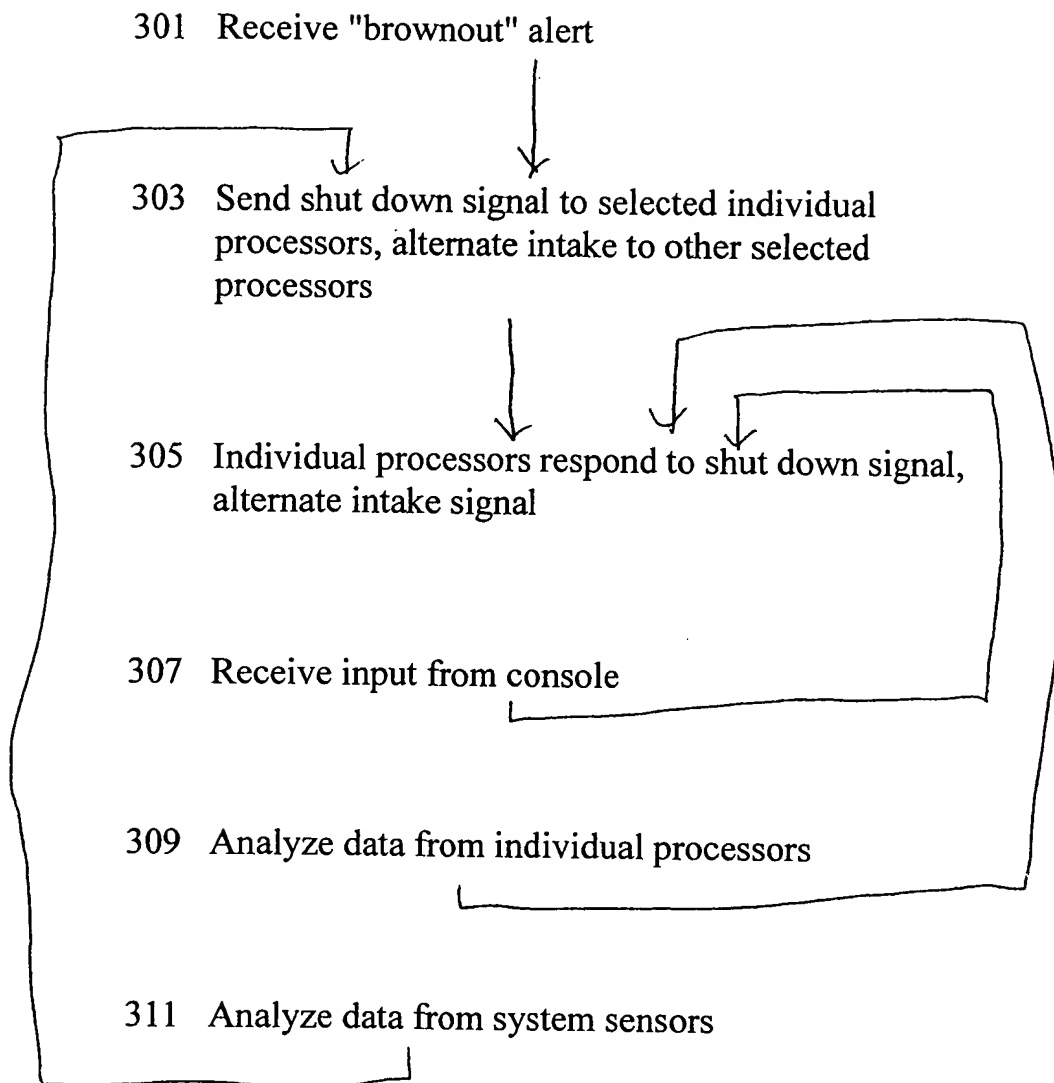 301 Receive "brownout" alert
303 Send shut down signal to selected individual
processors, alternate intake to other selected
processors
305 Individual processors respond to shut down signal,
alternate intake signal
307 Receive input from console
309 Analyze data from individual processors
311 Analyze data from system sensors